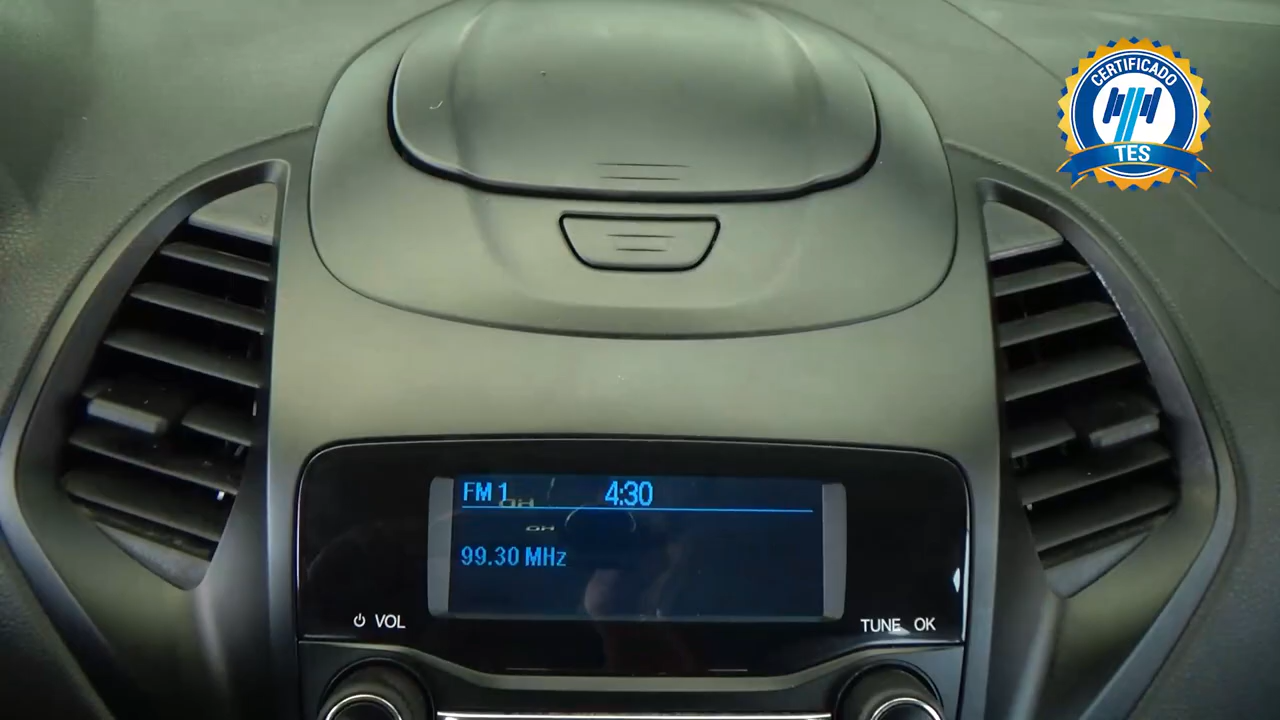 CERTIFICADO
TES
FM 1 4:30
99.30 MHz
VOL
TUNE OK